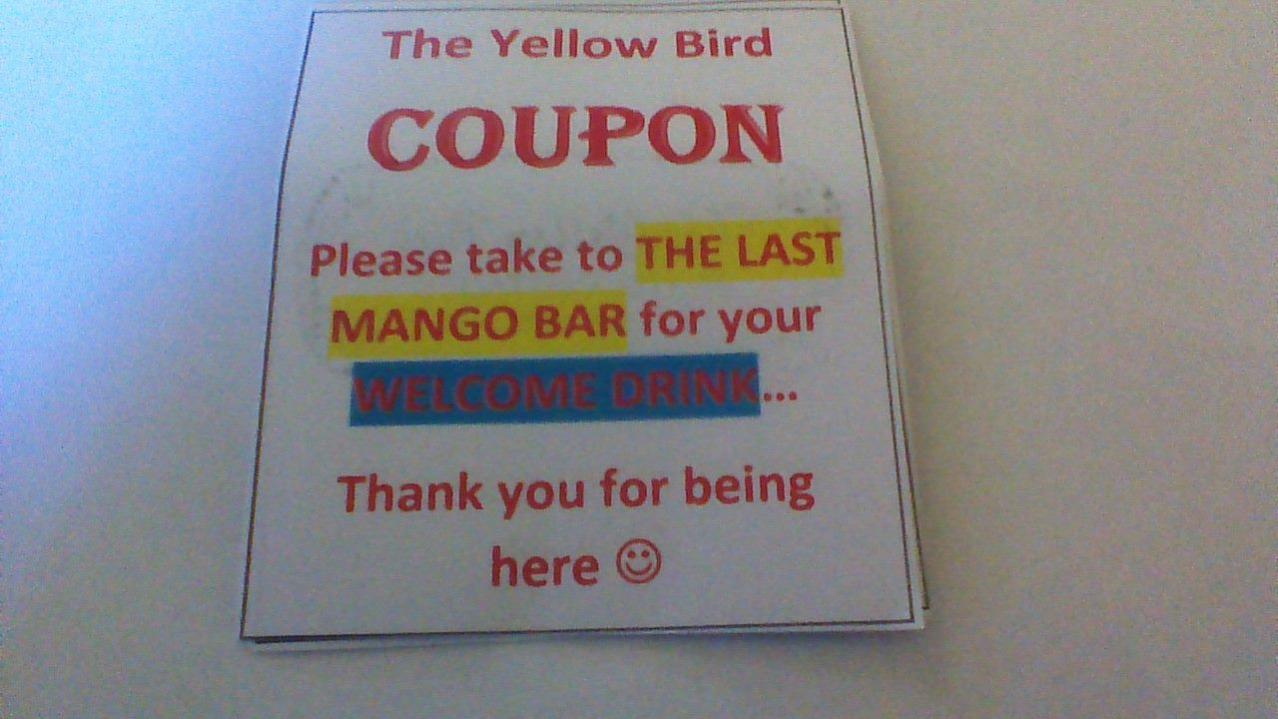 The Yellow Bird
COUPON
Please take to THE LAST
MANGO BAR for your
WELCOME DRINK...
Thank you for being
here ☺